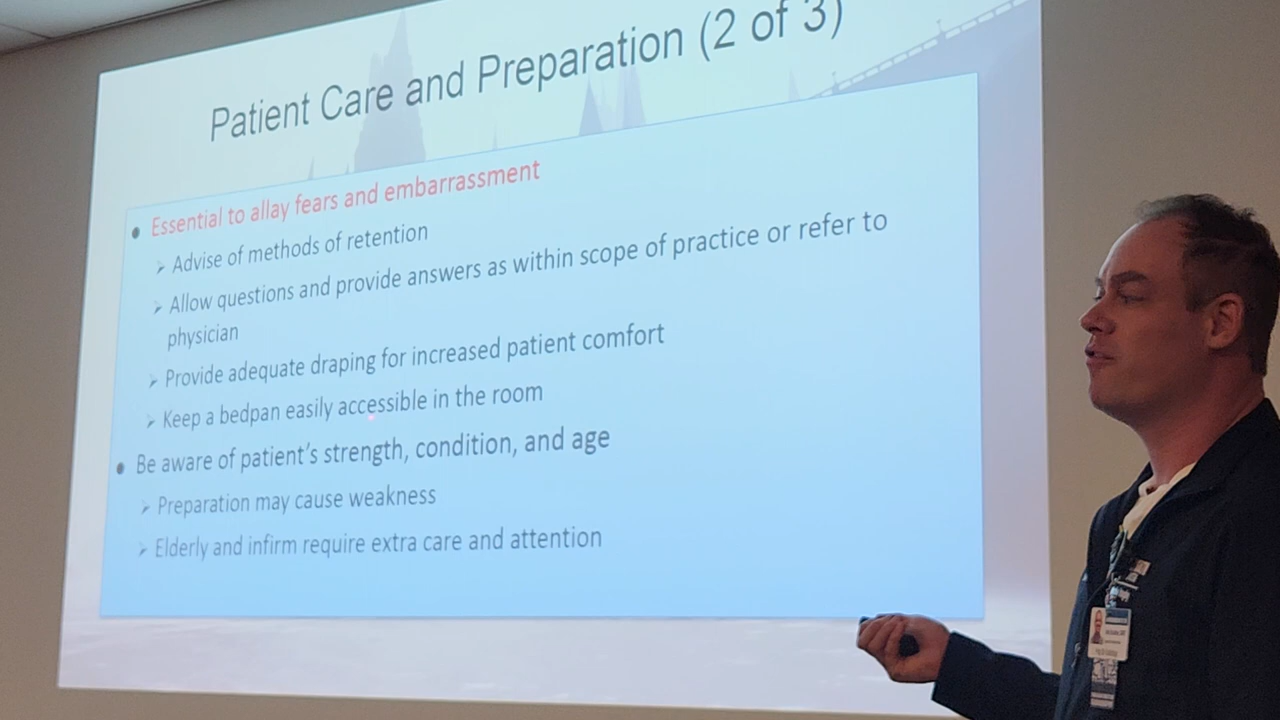 Patient Care and Preparation (2 of 3)
• Essential to allay fears and embarrassment
➢ Advise of methods of retention
➢ Allow questions and provide answers as within scope of practice or refer to
physician
➢ Provide adequate draping for increased patient comfort
➢ Keep a bedpan easily accessible in the room
• Be aware of patient's strength, condition, and age
➢ Preparation may cause weakness
➢ Elderly and infirm require extra care and attention